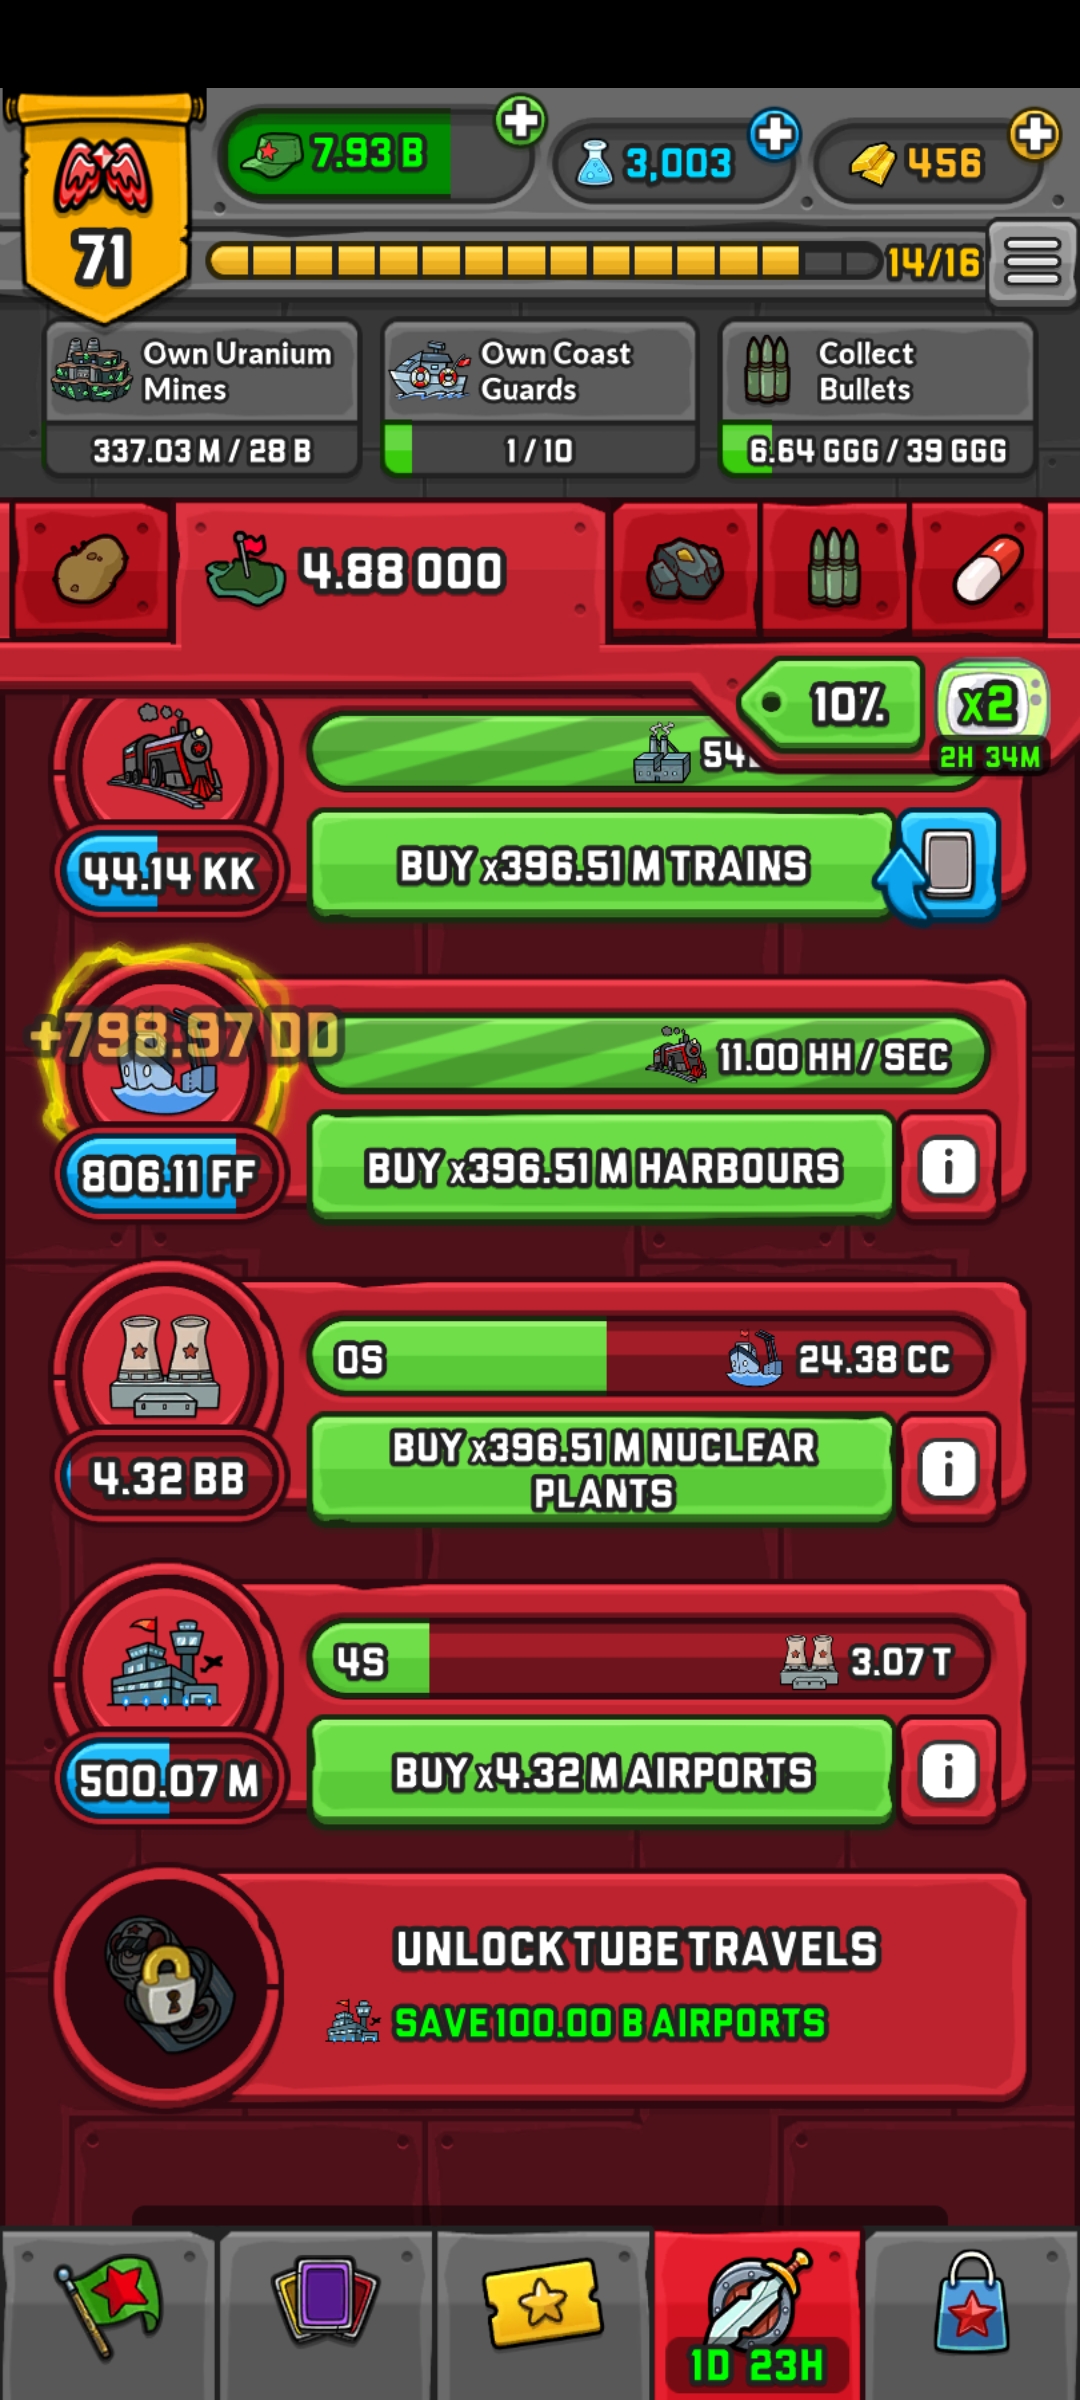 7.93 B
3,003
456
71
14/16
Own Uranium
Mines
337.03 M / 28 B
Own Coast
Guards
1 / 10
Collect
Bullets
6.64 GGG / 39 GGG
4.88 OOO
10%
x2
2H 34M
44.14 KK
BUY x396.51 M TRAINS
+798.97 DD
11.00 HH / SEC
806.11 FF
BUY x396.51 M HARBOURS
0S
24.38 CC
4.32 BB
BUY x396.51 M NUCLEAR
PLANTS
4S
3.07 T
500.07 M
BUY x4.32 M AIRPORTS
UNLOCK TUBE TRAVELS
SAVE 100.00 B AIRPORTS
1D 23H